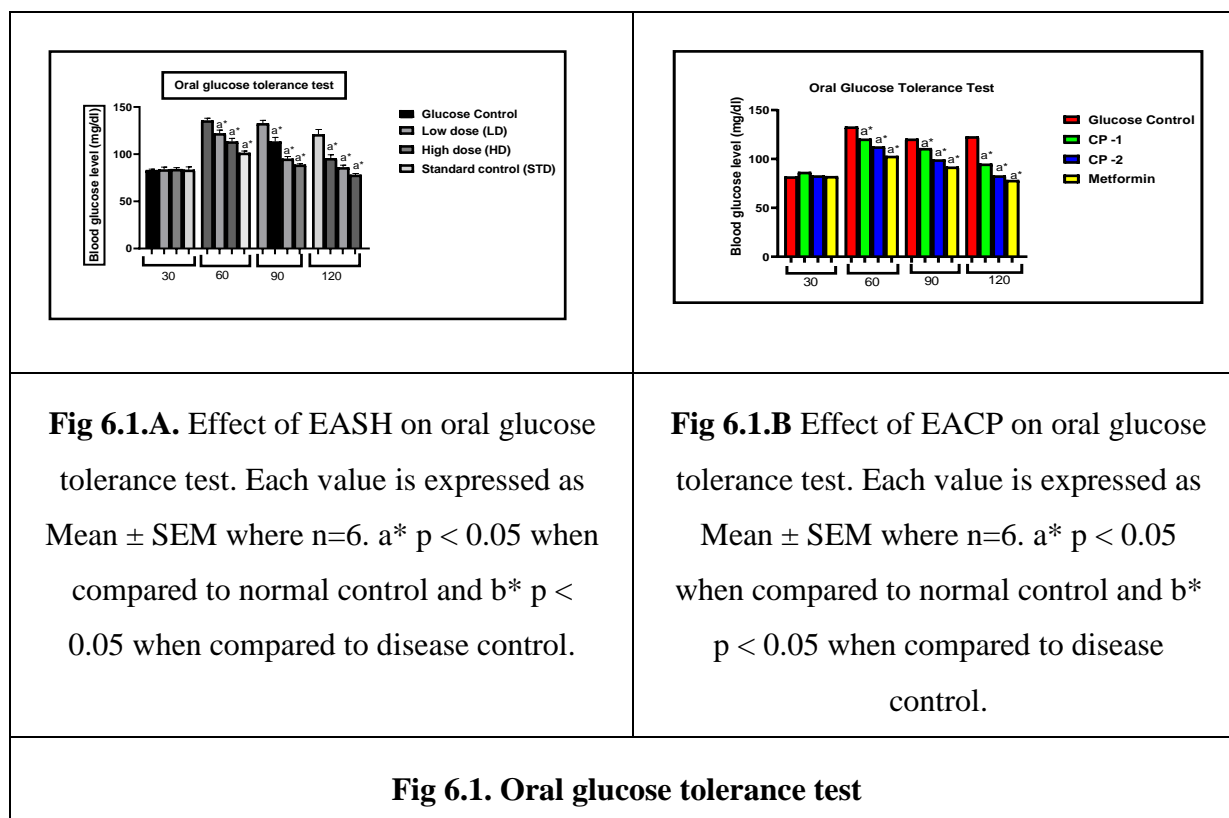 Oral glucose tolerance test
Blood glucose level (mg/dl)
150
100
50
0
a* a* a*
a* a* a*
a* a* a*
30 60 90 120
Glucose Control
Low dose (LD)
High dose (HD)
Standard control (STD)
Oral Glucose Tolerance Test
Blood glucose level (mg/dl)
150
100
50
0
a* a* a*
a* a* a*
a* a* a*
30 60 90 120
Glucose Control
CP -1
CP -2
Metformin
Fig 6.1.A. Effect of EASH on oral glucose
tolerance test. Each value is expressed as
Mean ± SEM where n=6. a* p < 0.05 when
compared to normal control and b* p <
0.05 when compared to disease control.
Fig 6.1.B Effect of EACP on oral glucose
tolerance test. Each value is expressed as
Mean ± SEM where n=6. a* p < 0.05
when compared to normal control and b*
p < 0.05 when compared to disease
control.
Fig 6.1. Oral glucose tolerance test